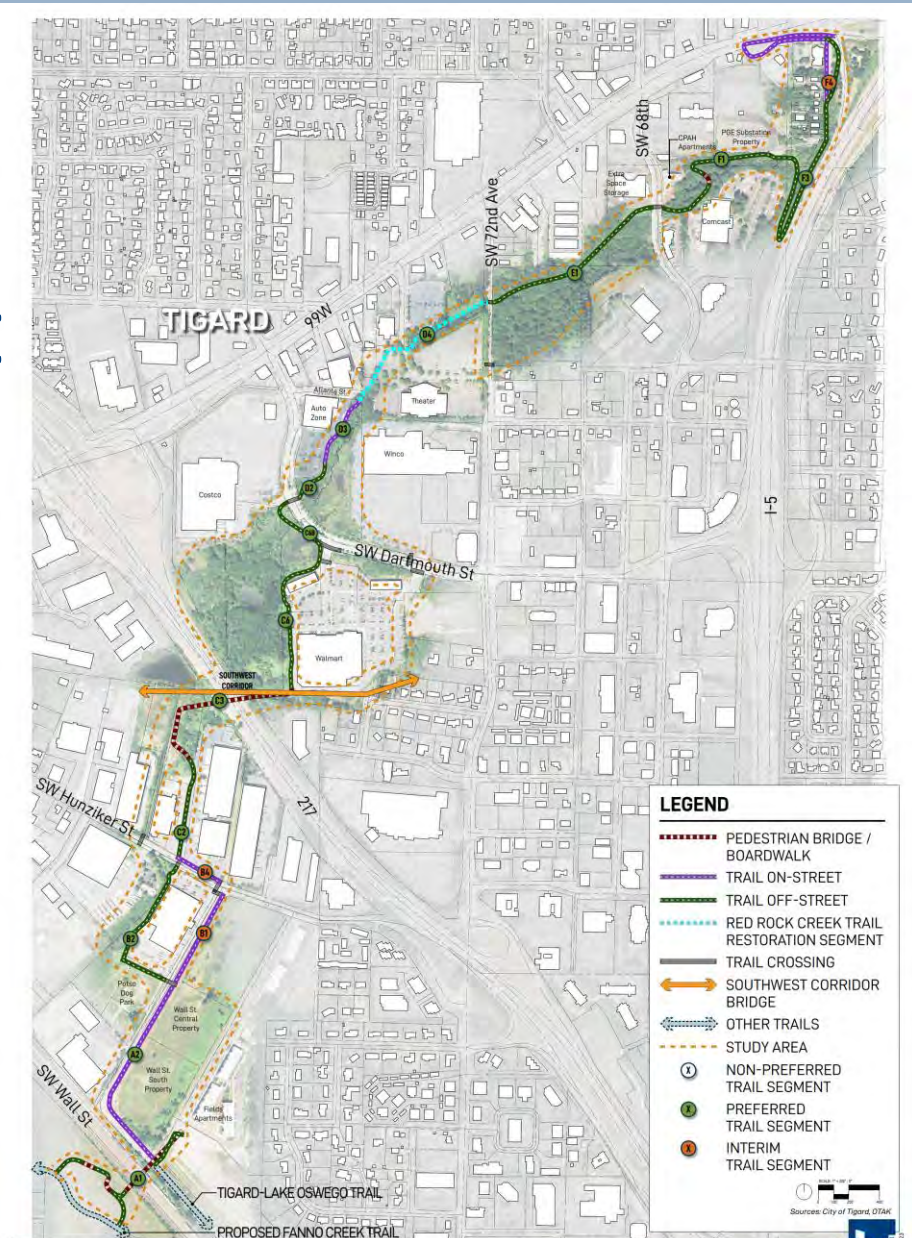 SW 68th
CPAH
Apartments
PGE Substation
Property
F4
F1
F3
Extra
Space
Storage
Comcast
SW 72nd Ave
E1
TIGARD
99W
D4
Atlanta St.
Auto
Zone
Theater
D3
Winco
Costco
D2
I-5
SW Dartmouth St
C6
Walmart
SOUTHWEST
CORRIDOR
C3
217
SW Hunziker St
C2
B4
B1
B2
Potso
Dog
Park
Wall St.
Central
Property
A2
Wall St.
South
Property
SW Wall St
Fields
Apartments
A1
TIGARD-LAKE OSWEGO TRAIL
PROPOSED FANNO CREEK TRAIL
LEGEND
PEDESTRIAN BRIDGE /
BOARDWALK
TRAIL ON-STREET
TRAIL OFF-STREET
RED ROCK CREEK TRAIL
RESTORATION SEGMENT
TRAIL CROSSING
SOUTHWEST CORRIDOR
BRIDGE
OTHER TRAILS
STUDY AREA
X NON-PREFERRED
TRAIL SEGMENT
X PREFERRED
TRAIL SEGMENT
X INTERIM
TRAIL SEGMENT
Sources: City of Tigard, OTAK